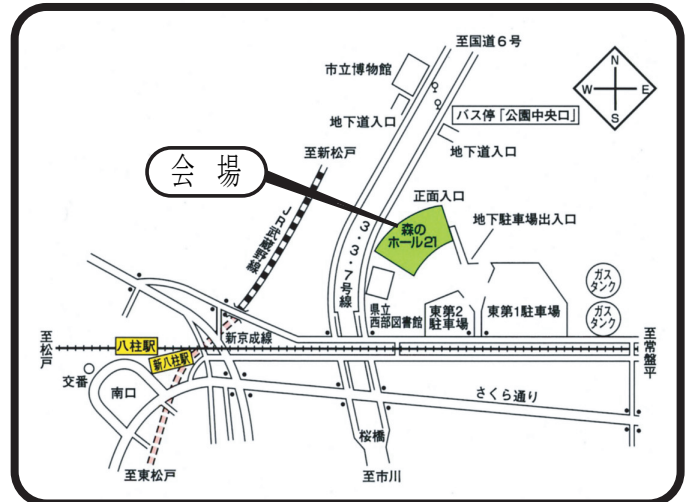 至国道6号
市立博物館
N
W E
S
バス停「公園中央口」
地下道入口
地下道入口
至新松戸
会 場
正面入口
地下駐車場出入口
JR武蔵野線
3・3・7号線
森の
ホール21
ガス
タンク
県立
西部図書館
東第2
駐車場
東第1駐車場
ガス
タンク
至松戸
八柱駅
新京成線
新八柱駅
至常盤平
交番
南口
さくら通り
桜橋
至東松戸
至市川